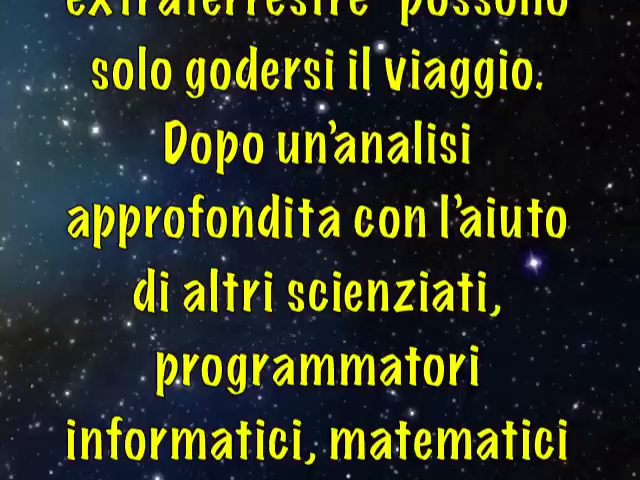 extraterrestre" possono
solo godersi il viaggio.
Dopo un'analisi
approfondita con l'aiuto
di altri scienziati,
programmatori
informatici, matematici